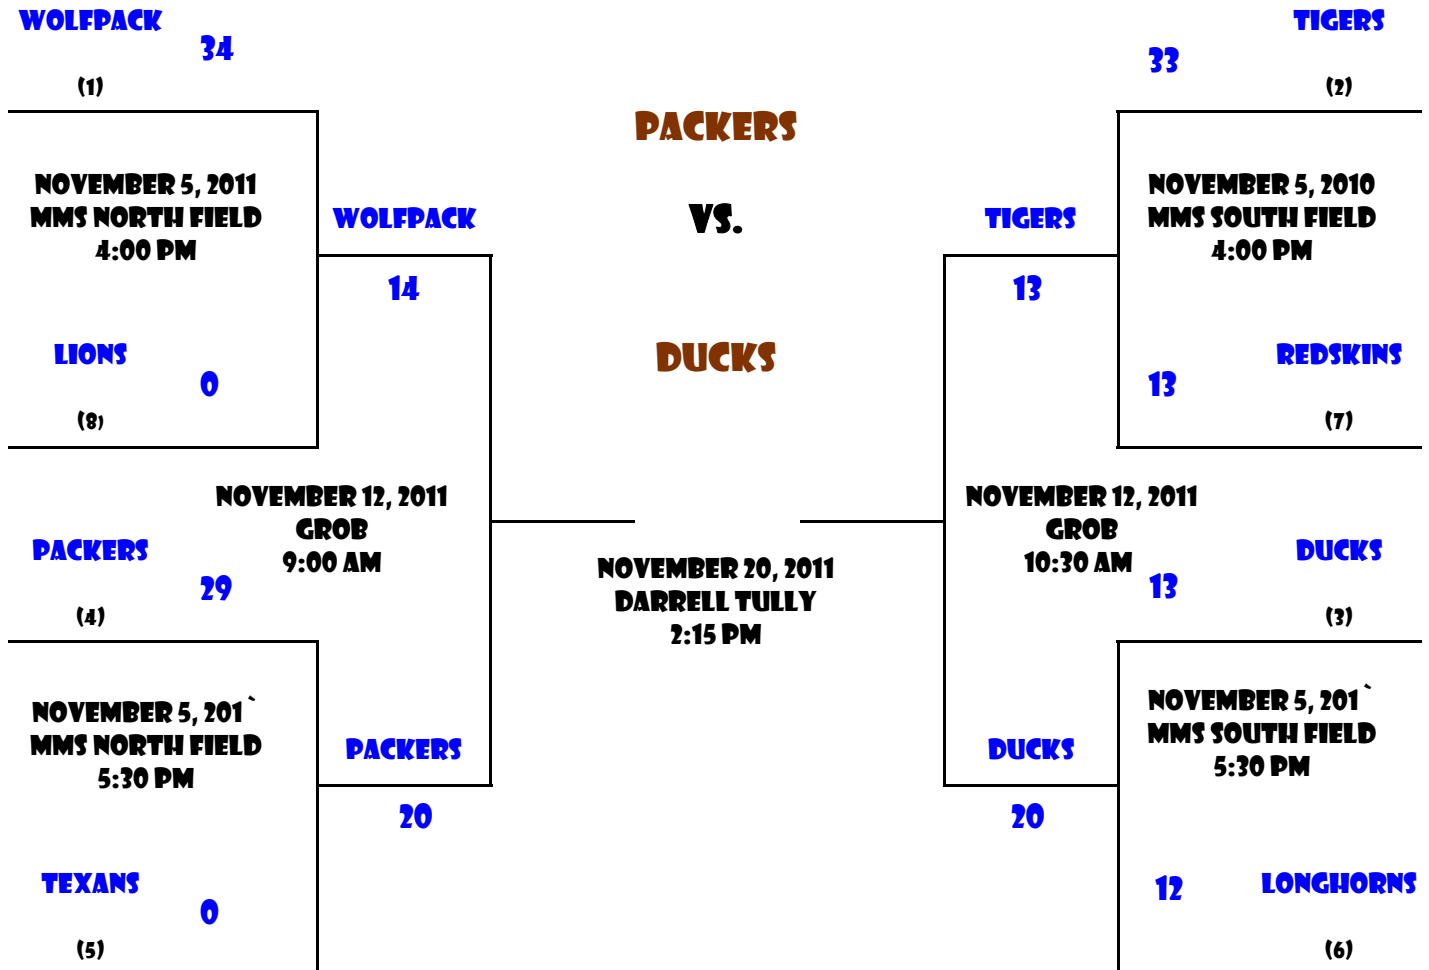 WOLFPACK
34
(1)
NOVEMBER 5, 2011
MMS NORTH FIELD
4:00 PM
LIONS
0
(8)
WOLFPACK
14
NOVEMBER 12, 2011
GROB
9:00 AM
PACKERS
29
(4)
NOVEMBER 5, 201`
MMS NORTH FIELD
5:30 PM
PACKERS
20
TEXANS
0
(5)
PACKERS
VS.
DUCKS
NOVEMBER 20, 2011
DARRELL TULLY
2:15 PM
TIGERS
33
(2)
NOVEMBER 5, 2010
MMS SOUTH FIELD
4:00 PM
TIGERS
13
REDSKINS
13
(7)
NOVEMBER 12, 2011
GROB
10:30 AM
DUCKS
13
(3)
NOVEMBER 5, 201`
MMS SOUTH FIELD
5:30 PM
DUCKS
20
12
LONGHORNS
(6)